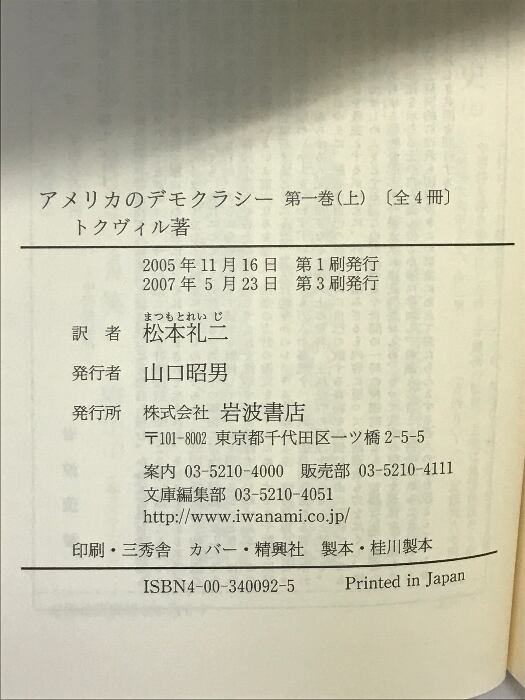 アメリカのデモクラシー 第一巻(上) 〔全4冊〕
トクヴィル著
2005年11月16日 第1刷発行
2007年 5月23日 第3刷発行
まつもとれいじ
訳 者 松本礼二
発行者 山口昭男
発行所 株式会社 岩波書店
〒101-8002 東京都千代田区一ツ橋2-5-5
案内 03-5210-4000 販売部 03-5210-4111
文庫編集部 03-5210-4051
http://www.iwanami.co.jp/
印刷・三秀舎 カバー・精興社 製本・桂川製本
ISBN4-00-340092-5 Printed in Japan